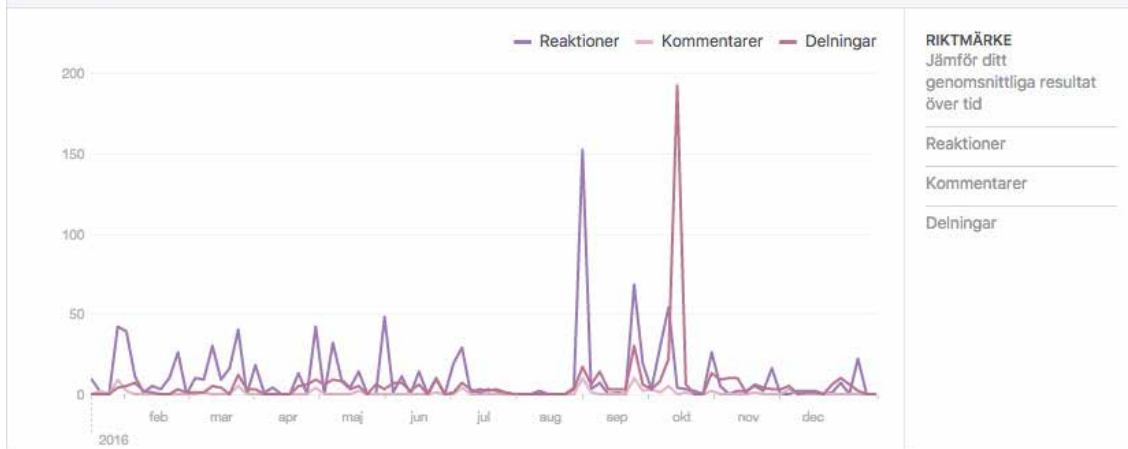 Reaktioner Kommentarer Delningar
200
150
100
50
0
feb mar apr maj jun jul aug sep okt nov dec
2016
RIKTMÄRKE
Jämför ditt
genomsnittliga resultat
över tid
Reaktioner
Kommentarer
Delningar